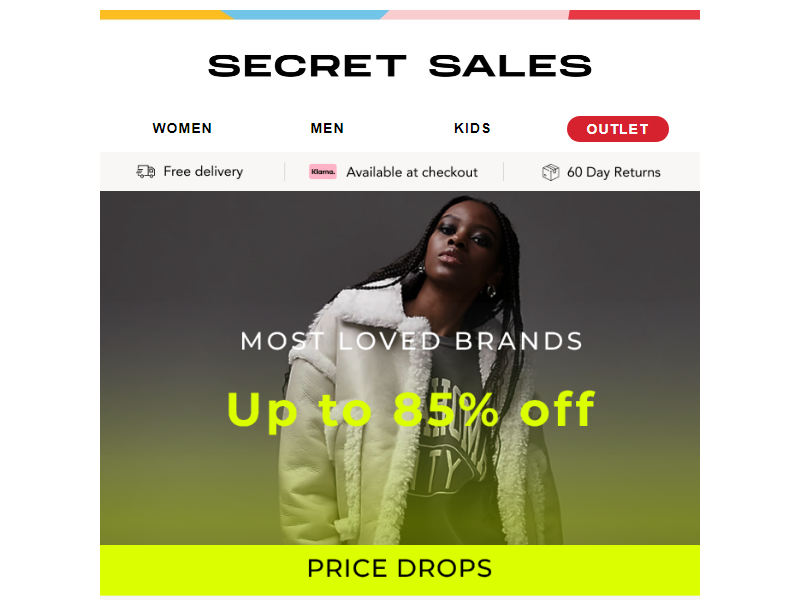 SECRET SALES
WOMEN MEN KIDS OUTLET
Free delivery Klarna. Available at checkout 60 Day Returns
MOST LOVED BRANDS
Up to 85% off
TY
PRICE DROPS